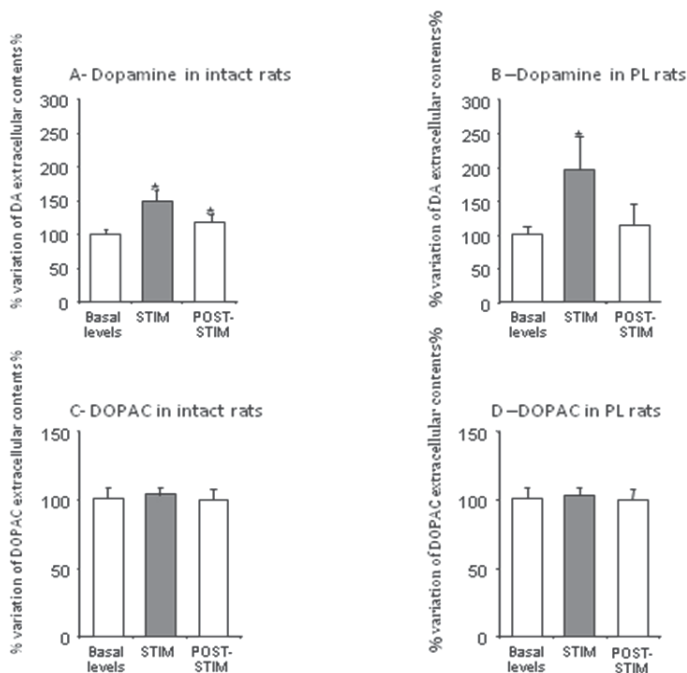 A- Dopamine in intact rats
% variation of DA extracellular contents%
300
250
200
150
100
50
0
*
*
Basal levels
STIM
POST-STIM
B –Dopamine in PL rats
% variation of DA extracellular contents%
300
250
200
150
100
50
0
*
Basal levels
STIM
POST-STIM
C- DOPAC in intact rats
% variation of DOPAC extracellular contents%
150
100
50
0
Basal levels
STIM
POST-STIM
D –DOPAC in PL rats
% variation of DOPAC extracellular contents%
150
100
50
0
Basal levels
STIM
POST-STIM